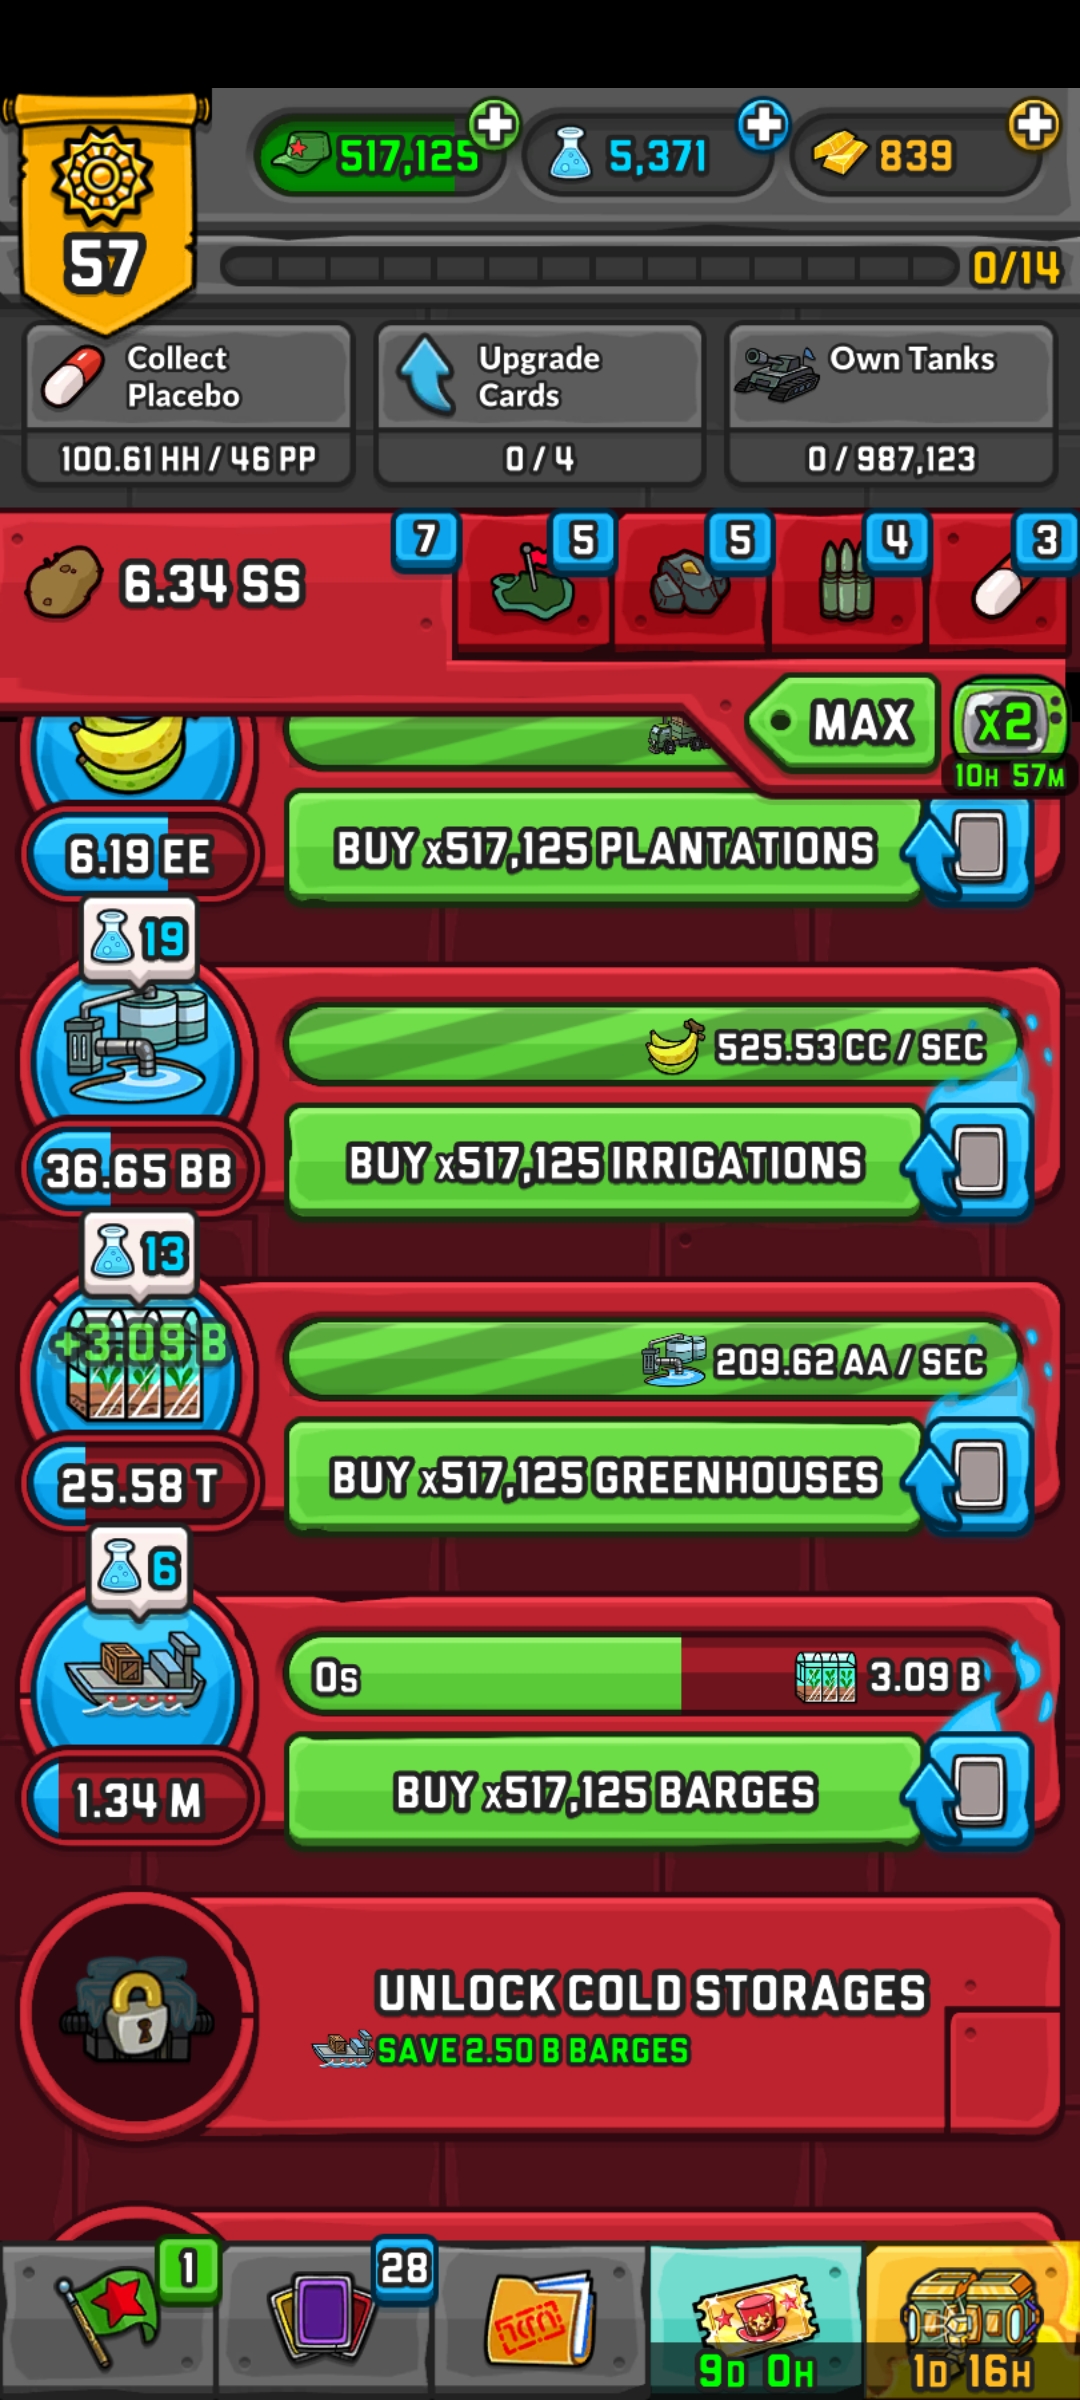 517,125
5,371
839
57
0/14
Collect
Placebo
100.61 HH / 46 PP
Upgrade
Cards
0 / 4
Own Tanks
0 / 987,123
6.34 SS
7
5
5
4
3
MAX
x2
10H 57M
6.19 EE
BUY x517,125 PLANTATIONS
19
525.53 CC / SEC
36.65 BB
BUY x517,125 IRRIGATIONS
13
+3.09 B
209.62 AA / SEC
25.58 T
BUY x517,125 GREENHOUSES
6
0s
3.09 B
1.34 M
BUY x517,125 BARGES
UNLOCK COLD STORAGES
SAVE 2.50 B BARGES
1
28
9D 0H
1D 16H